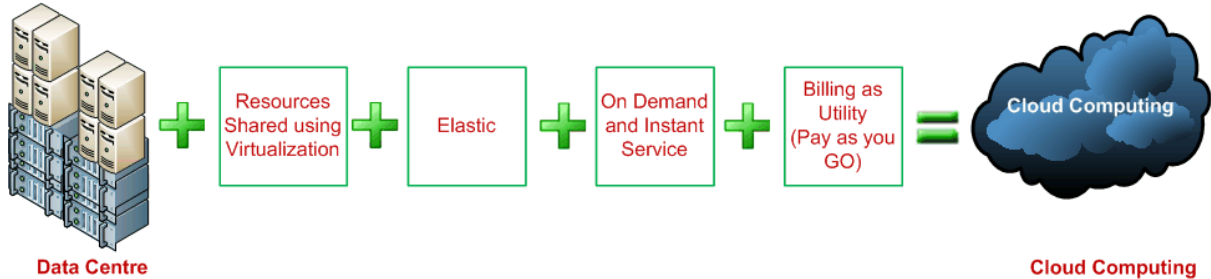 Resources
Shared using
Virtualization
Elastic
On Demand
and Instant
Service
Billing as
Utility
(Pay as you
GO)
Cloud Computing
Data Centre
Cloud Computing